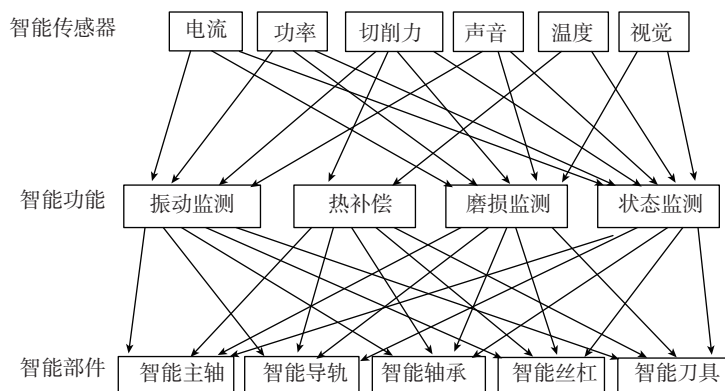 智能传感器 电流 功率 切削力 声音 温度 视觉
智能功能 振动监测 热补偿 磨损监测 状态监测
智能部件 智能主轴 智能导轨 智能轴承 智能丝杠 智能刀具